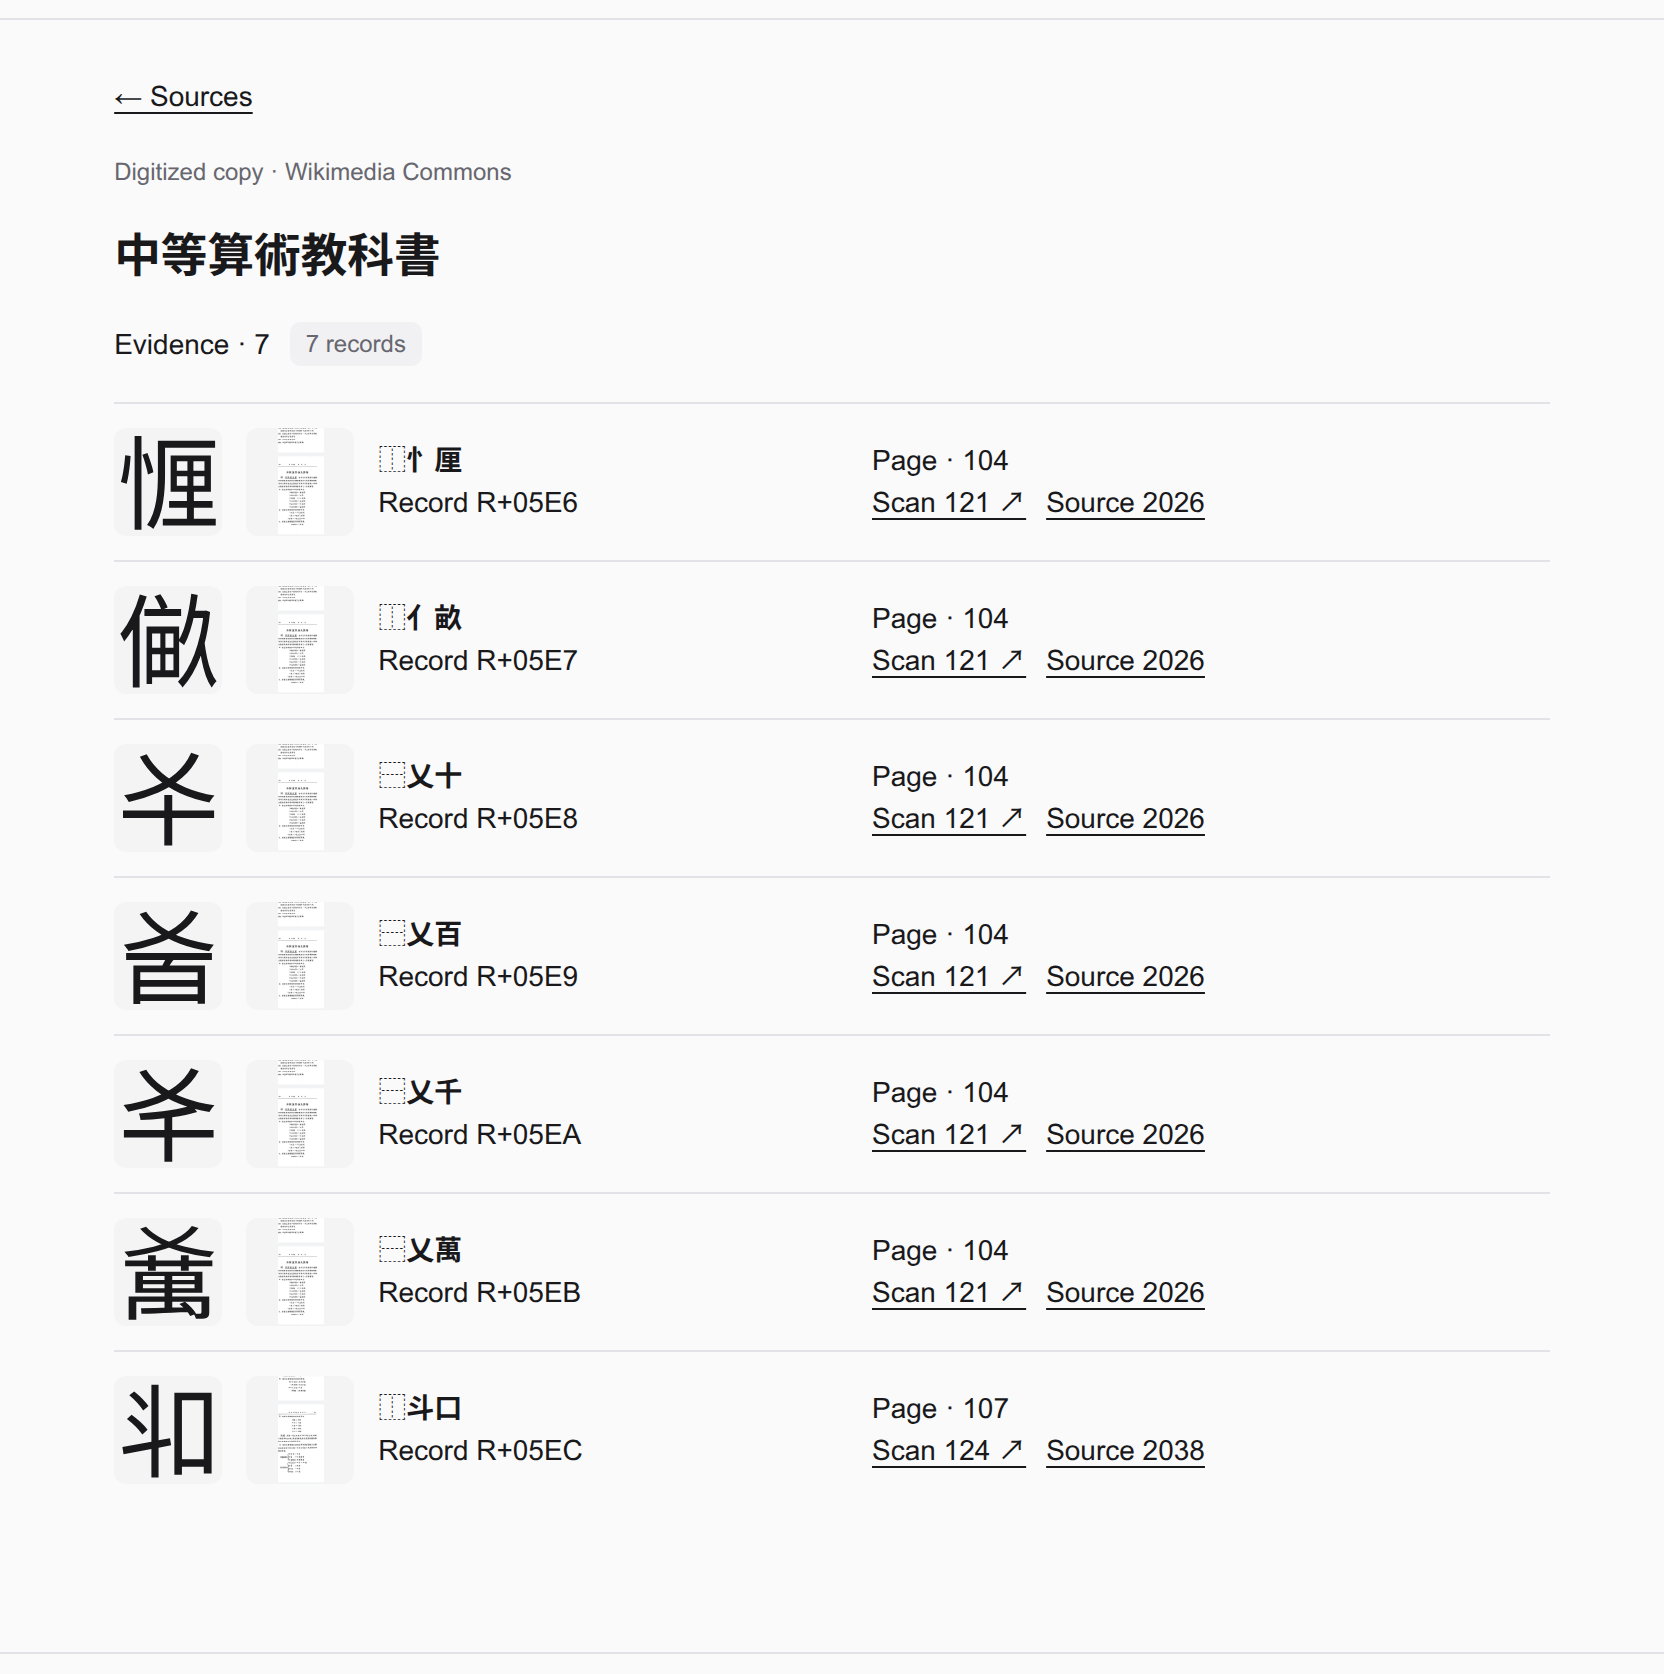 ← Sources
Digitized copy · Wikimedia Commons
中等算術教科書
Evidence · 7 7 records
⿰忄厘
Record R+05E6
Page · 104
Scan 121 ↗ Source 2026
⿰亻畝
Record R+05E7
Page · 104
Scan 121 ↗ Source 2026
⿱乂十
Record R+05E8
Page · 104
Scan 121 ↗ Source 2026
⿱乂百
Record R+05E9
Page · 104
Scan 121 ↗ Source 2026
⿱乂千
Record R+05EA
Page · 104
Scan 121 ↗ Source 2026
⿱乂萬
Record R+05EB
Page · 104
Scan 121 ↗ Source 2026
⿰斗口
Record R+05EC
Page · 107
Scan 124 ↗ Source 2038